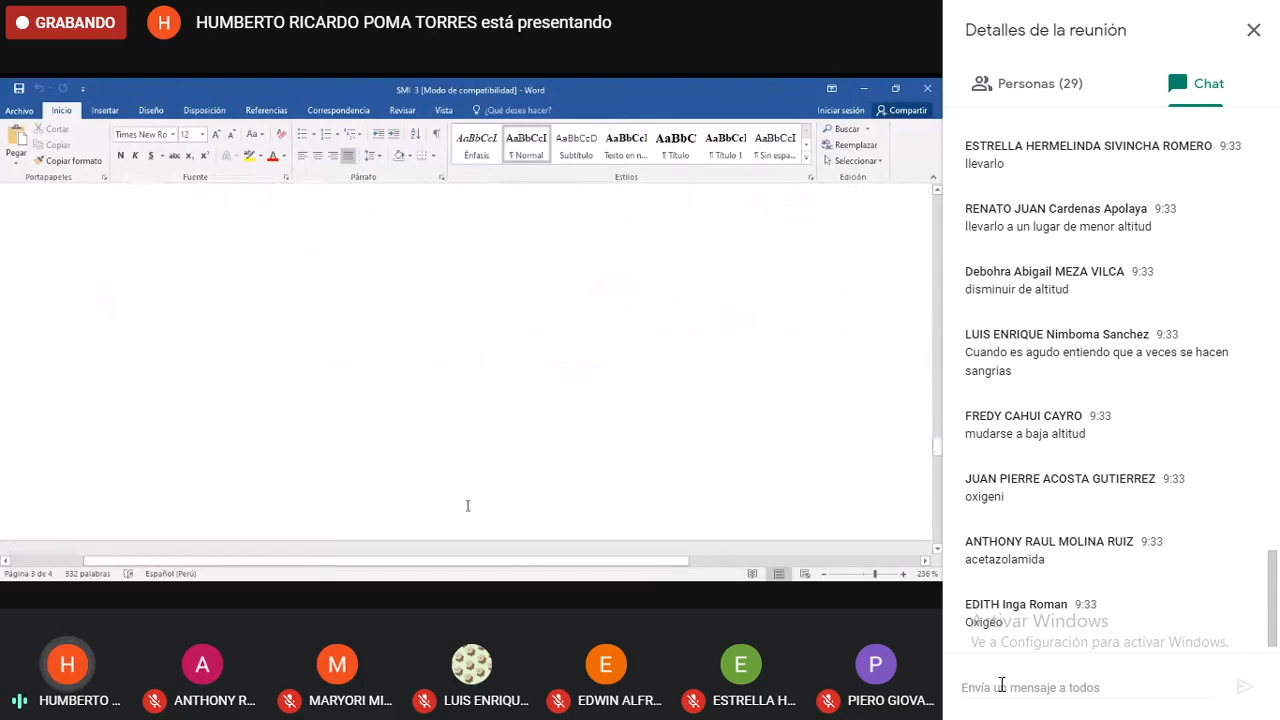 GRABANDO
H
HUMBERTO RICARDO POMA TORRES está presentando
SMI 3 [Modo de compatibilidad] - Word
Archivo
Inicio
Insertar
Diseño
Disposición
Referencias
Correspondencia
Revisar
Vista
¿Qué desea hacer?
Iniciar sesión
Compartir
Pegar
Cortar
Copiar
Copiar formato
Portapapeles
Times New Ro
12
N K S abc x₂ x²
Aa
Fuente
Párrafo
AaBbCcI
Énfasis
AaBbCcI
¶ Normal
AaBbCcD
Subtítulo
AaBbCcI
Texto en n...
AaBbC
¶ Título
AaBbCcI
¶ Título 1
AaBbCcI
¶ Sin espa...
Estilos
Buscar
Reemplazar
Seleccionar
Edición
Página 3 de 4
532 palabras
Español (Perú)
236 %
H
HUMBERTO ...
A
ANTHONY R...
M
MARYORI MI...
LUIS ENRIQU...
E
EDWIN ALFR...
E
ESTRELLA H...
P
PIERO GIOVA...
Detalles de la reunión
Personas (29)
Chat
ESTRELLA HERMELINDA SIVINCHA ROMERO 9:33
llevarlo
RENATO JUAN Cardenas Apolaya 9:33
llevarlo a un lugar de menor altitud
Debohra Abigail MEZA VILCA 9:33
disminuir de altitud
LUIS ENRIQUE Nimboma Sanchez 9:33
Cuando es agudo entiendo que a veces se hacen
sangrias
FREDY CAHUI CAYRO 9:33
mudarse a baja altitud
JUAN PIERRE ACOSTA GUTIERREZ 9:33
oxigeni
ANTHONY RAUL MOLINA RUIZ 9:33
acetazolamida
EDITH Inga Roman 9:33
Oxigeo
Activar Windows
Ve a Configuración para activar Windows.
Envía un mensaje a todos